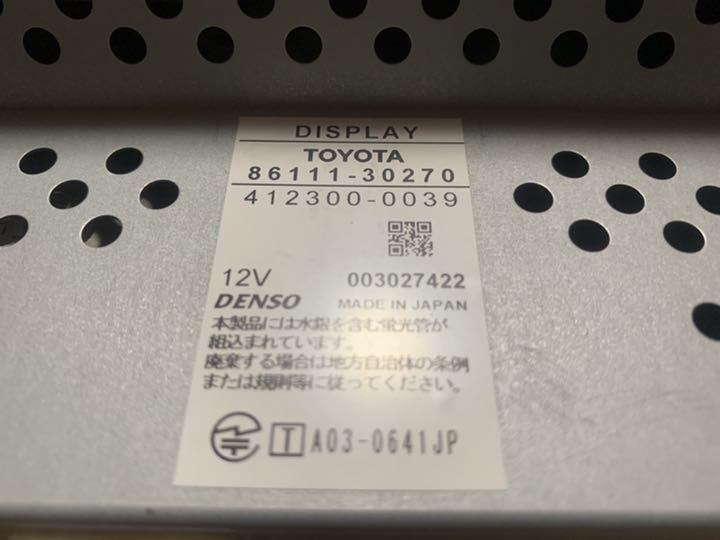 DISPLAY
TOYOTA
86111-30270
412300-0039
12V 003027422
DENSO MADE IN JAPAN
本製品には水銀を含む蛍光管が
組込まれています。
廃棄する場合は地方自治体の条例
または規則等に従ってください。
T A03-0641JP